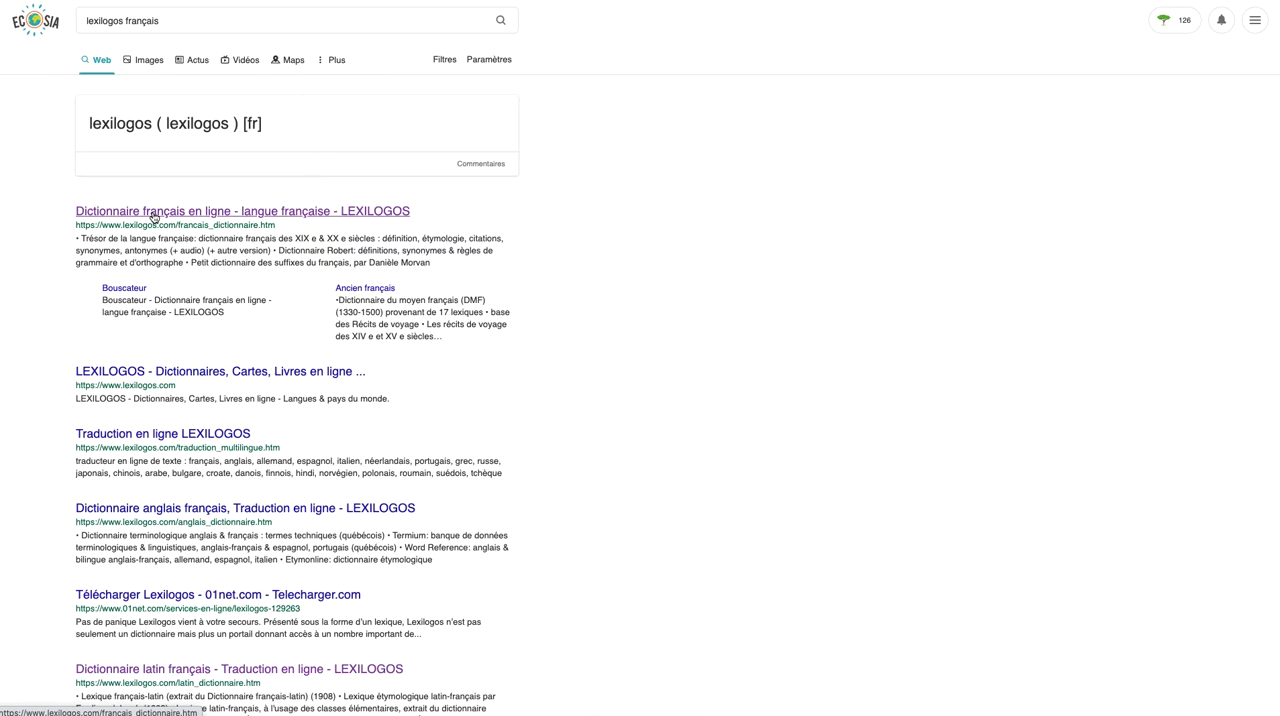 ECOSIA
lexilogos français
126
Web
Images
Actus
Vidéos
Maps
Plus
Filtres
Paramètres
lexilogos ( lexilogos ) [fr]
Commentaires
Dictionnaire français en ligne - langue française - LEXILOGOS
https://www.lexilogos.com/francais_dictionnaire.htm
• Trésor de la langue française: dictionnaire français des XIX e & XX e siècles : définition, étymologie, citations,
synonymes, antonymes (+ audio) (+ autre version) • Dictionnaire Robert: définitions, synonymes & règles de
grammaire et d'orthographe • Petit dictionnaire des suffixes du français, par Danièle Morvan
Bouscateur
Bouscateur - Dictionnaire français en ligne -
langue française - LEXILOGOS
Ancien français
•Dictionnaire du moyen français (DMF)
(1330-1500) provenant de 17 lexiques • base
des Récits de voyage • Les récits de voyage
des XIV e et XV e siècles…
LEXILOGOS - Dictionnaires, Cartes, Livres en ligne ...
https://www.lexilogos.com
LEXILOGOS - Dictionnaires, Cartes, Livres en ligne - Langues & pays du monde.
Traduction en ligne LEXILOGOS
https://www.lexilogos.com/traduction_multilingue.htm
traducteur en ligne de texte : français, anglais, allemand, espagnol, italien, néerlandais, portugais, grec, russe,
japonais, chinois, arabe, bulgare, croate, danois, finnois, hindi, norvégien, polonais, roumain, suédois, tchèque
Dictionnaire anglais français, Traduction en ligne - LEXILOGOS
https://www.lexilogos.com/anglais_dictionnaire.htm
• Dictionnaire terminologique anglais & français : termes techniques (québécois) • Termium: banque de données
terminologiques & linguistiques, anglais-français & espagnol, portugais (québécois) • Word Reference: anglais &
bilingue anglais-français, allemand, espagnol, italien • Etymonline: dictionnaire étymologique
Télécharger Lexilogos - 01net.com - Telecharger.com
https://www.01net.com/services-en-ligne/lexilogos-129263
Pas de panique Lexilogos vient à votre secours. Présenté sous la forme d'un lexique, Lexilogos n'est pas
seulement un dictionnaire mais plus un portail donnant accès à un nombre important de...
Dictionnaire latin français - Traduction en ligne - LEXILOGOS
https://www.lexilogos.com/latin_dictionnaire.htm
• Lexique français-latin (extrait du Dictionnaire français-latin) (1908) • Lexique étymologique latin-français par
latin-français, à l'usage des classes élémentaires, extrait du dictionnaire
https://www.lexilogos.com/francais_dictionnaire.htm